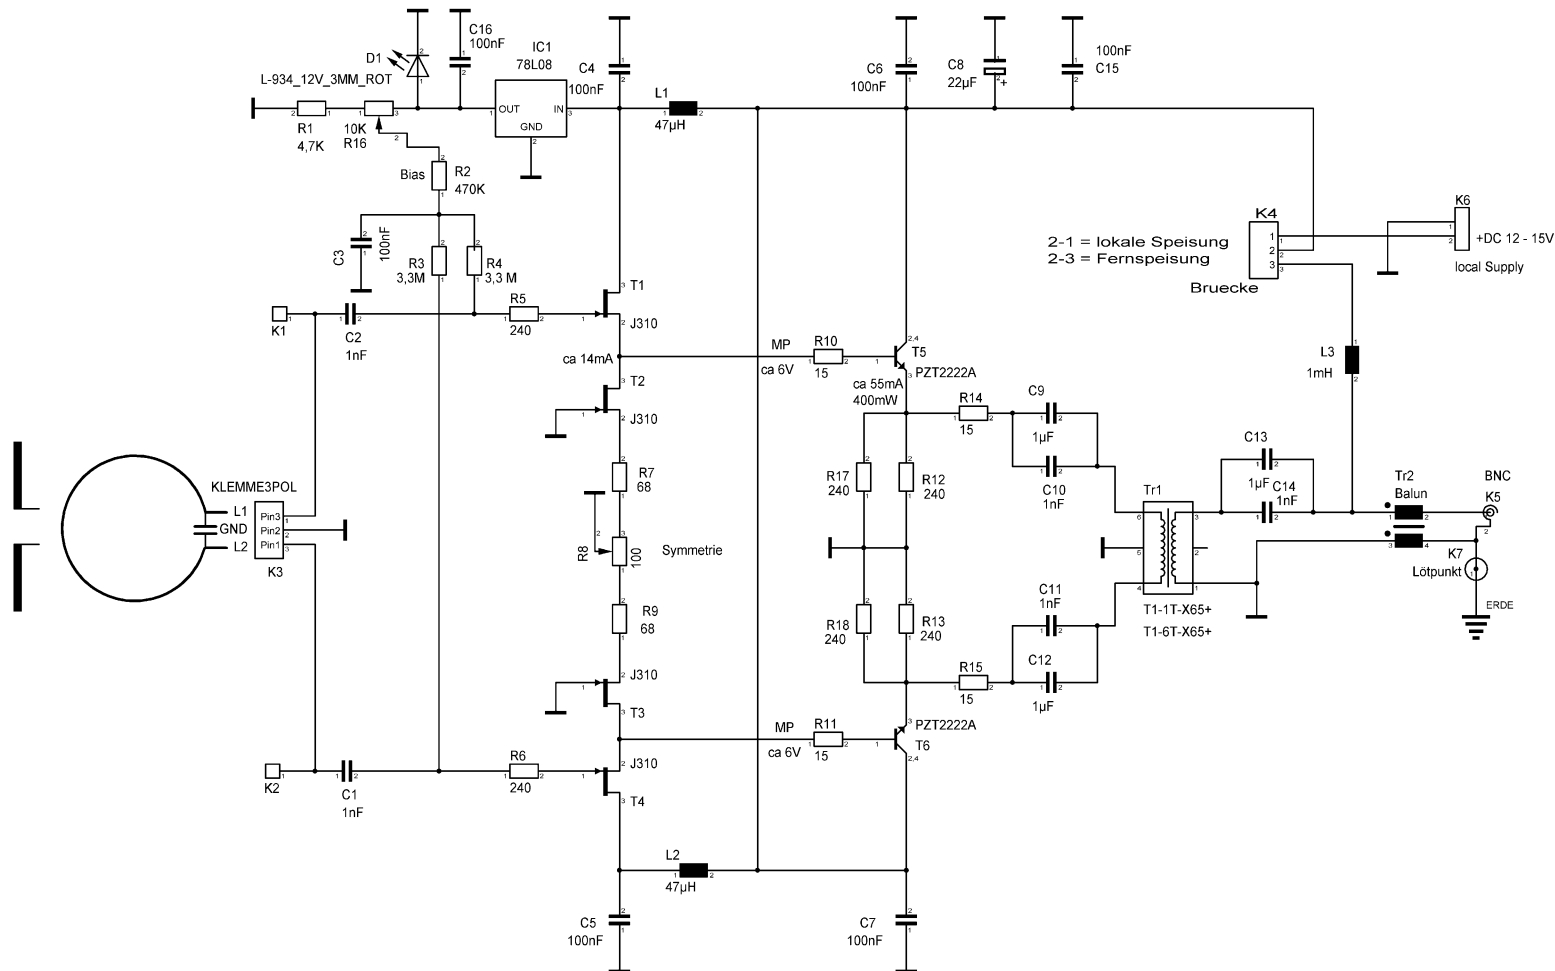 C16
100nF
D1
L-934_12V_3MM_ROT
IC1
78L08
OUT
IN
GND
C4
100nF
L1
47µH
C6
100nF
C8
22µF
+
100nF
C15
R1
4,7K
10K
R16
Bias
R2
470K
C3
100nF
R3
3,3M
R4
3,3 M
K4
1
2
3
2-1 = lokale Speisung
2-3 = Fernspeisung
Bruecke
K6
+DC 12 - 15V
local Supply
K1
C2
1nF
R5
240
T1
J310
ca 14mA
T2
J310
MP
ca 6V
R10
15
T5
PZT2222A
ca 55mA
400mW
L3
1mH
R14
15
C9
1µF
C10
1nF
R7
68
R17
240
R12
240
C13
1µF
C14
1nF
Tr1
Tr2
Balun
BNC
K5
KLEMME3POL
L1
GND
L2
Pin3
Pin2
Pin1
K3
R8
100
Symmetrie
K7
Lötpunkt
ERDE
T1-1T-X65+
T1-6T-X65+
R9
68
R18
240
R13
240
C11
1nF
C12
1µF
R15
15
J310
T3
MP
ca 6V
R11
15
PZT2222A
T6
K2
C1
1nF
R6
240
J310
T4
L2
47µH
C5
100nF
C7
100nF